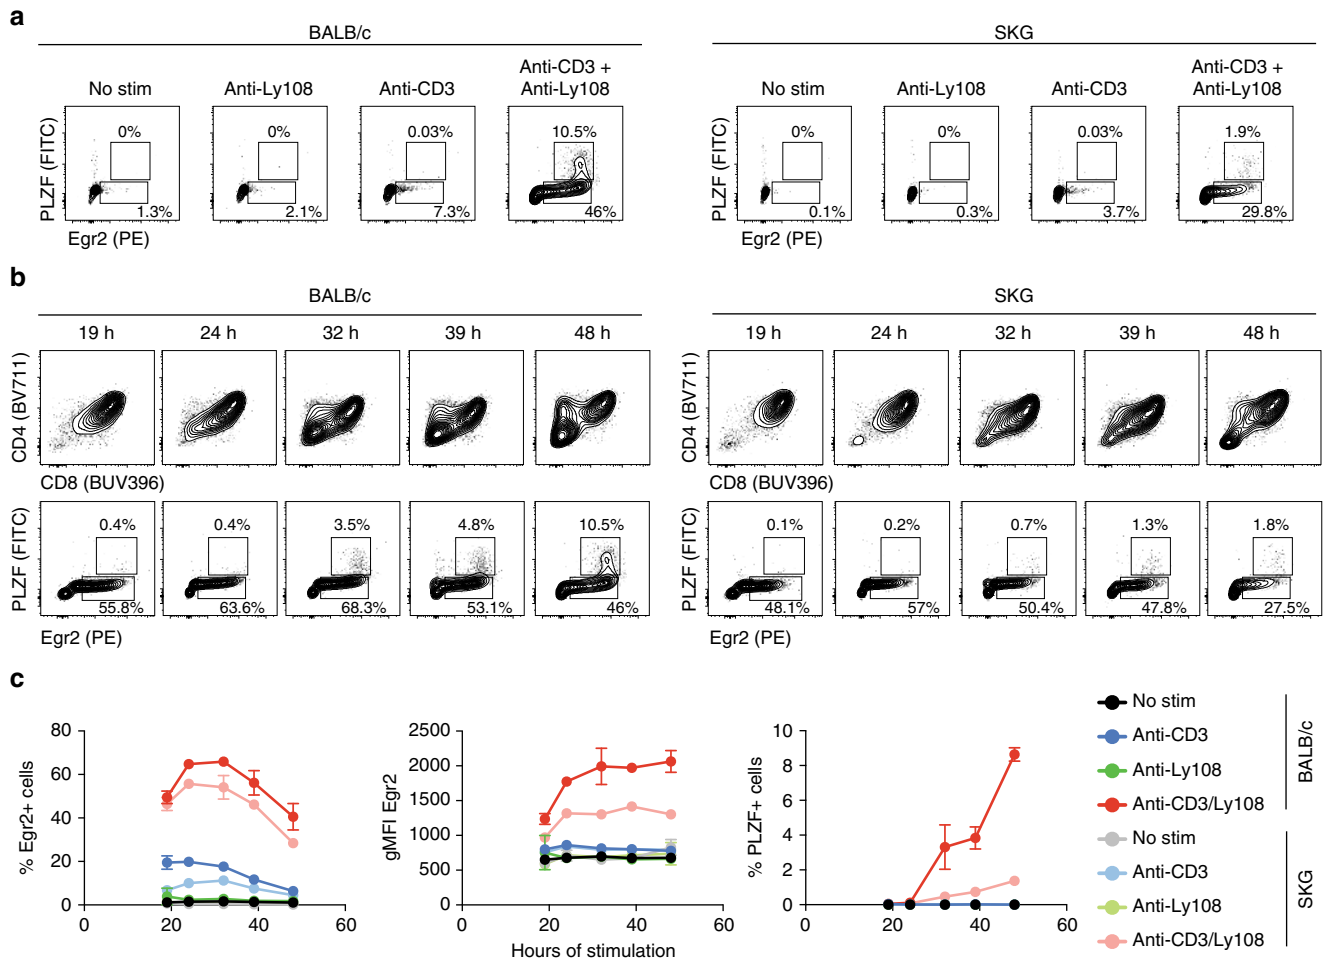 a
BALB/c
SKG
No stim
Anti-Ly108
Anti-CD3
Anti-CD3 +
Anti-Ly108
No stim
Anti-Ly108
Anti-CD3
Anti-CD3 +
Anti-Ly108
PLZF (FITC)
0%
1.3%
0%
2.1%
0.03%
7.3%
10.5%
46%
Egr2 (PE)
PLZF (FITC)
0%
0.1%
0%
0.3%
0.03%
3.7%
1.9%
29.8%
Egr2 (PE)
b
BALB/c
SKG
19 h
24 h
32 h
39 h
48 h
19 h
24 h
32 h
39 h
48 h
CD4 (BV711)
CD8 (BUV396)
CD4 (BV711)
CD8 (BUV396)
PLZF (FITC)
0.4%
55.8%
0.4%
63.6%
3.5%
68.3%
4.8%
53.1%
10.5%
46%
Egr2 (PE)
PLZF (FITC)
0.1%
48.1%
0.2%
57%
0.7%
50.4%
1.3%
47.8%
1.8%
27.5%
Egr2 (PE)
c
% Egr2+ cells
80
60
40
20
0
0
20
40
60
gMFI Egr2
2500
2000
1500
1000
500
0
0
20
40
60
Hours of stimulation
% PLZF+ cells
10
8
6
4
2
0
0
20
40
60
No stim
Anti-CD3
Anti-Ly108
Anti-CD3/Ly108
BALB/c
No stim
Anti-CD3
Anti-Ly108
Anti-CD3/Ly108
SKG